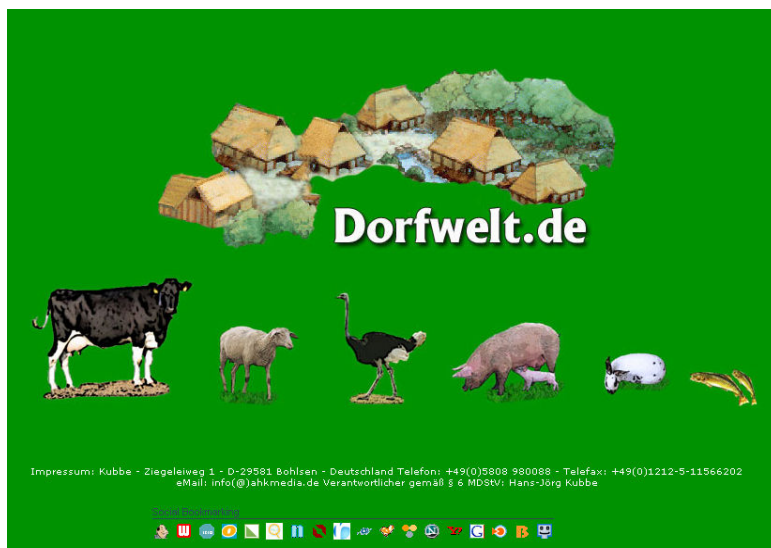 Dorfwelt.de
Impressum: Kubbe - Ziegeleiweg 1 - D-29581 Bohlsen - Deutschland Telefon: +49(0)5808 980088 - Telefax: +49(0)1212-5-11566202
eMail: info(@)ahkmedia.de Verantwortlicher gemäß § 6 MDStV: Hans-Jörg Kubbe
Social Bookmarking